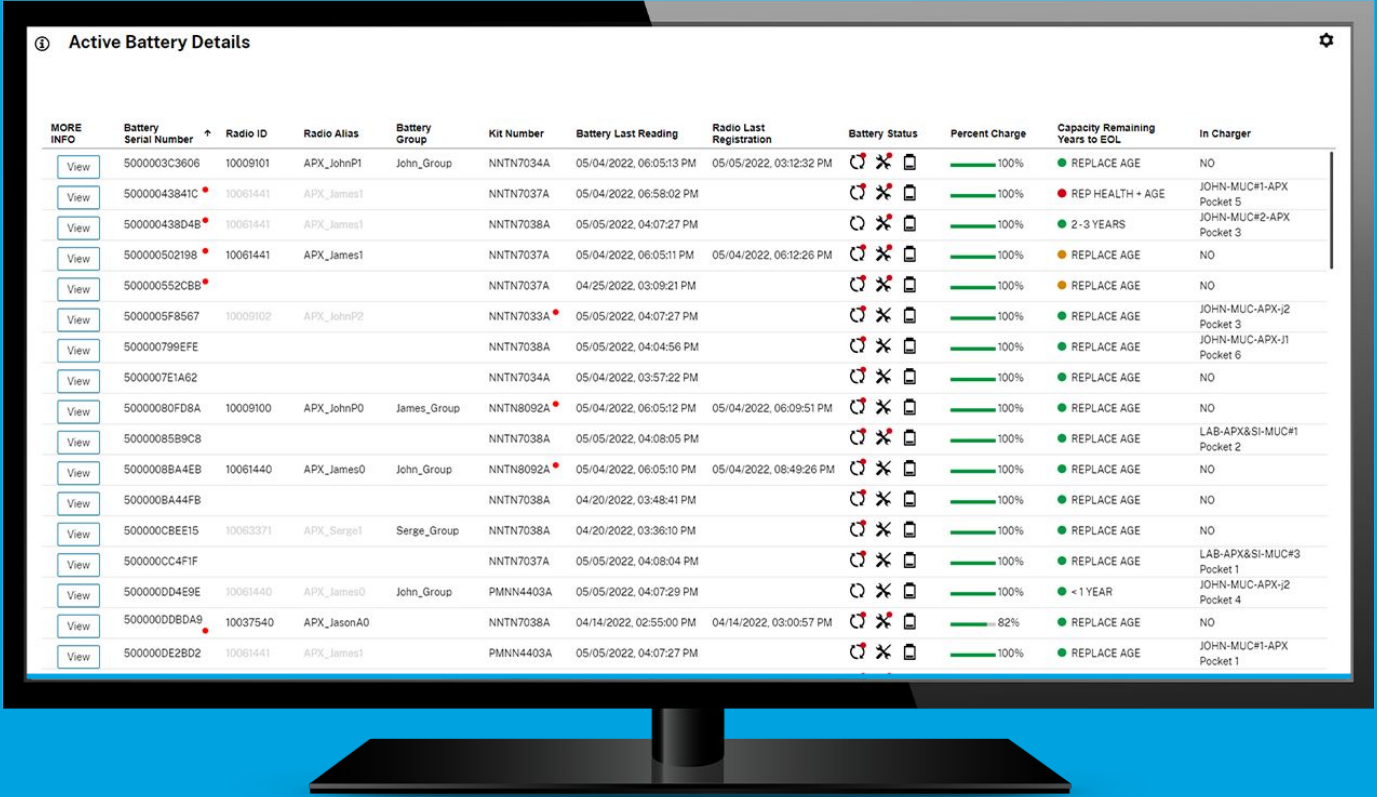 Active Battery Details
MORE INFO Battery Serial Number ↑ Radio ID Radio Alias Battery Group Kit Number Battery Last Reading Radio Last Registration Battery Status Percent Charge Capacity Remaining Years to EOL In Charger
View 5000003C3606 10009101 APX_JohnP1 John_Group NNTN7034A 05/04/2022, 06:05:13 PM 05/05/2022, 03:12:32 PM 100% REPLACE AGE NO
View 50000043841C 10061441 APX_James1 NNTN7037A 05/04/2022, 06:58:02 PM 100% REP HEALTH + AGE JOHN-MUC#1-APX Pocket 5
View 500000438D4B 10061441 APX_James1 NNTN7038A 05/05/2022, 04:07:27 PM 100% 2-3 YEARS JOHN-MUC#2-APX Pocket 3
View 500000502198 10061441 APX_James1 NNTN7037A 05/04/2022, 06:05:11 PM 05/04/2022, 06:12:26 PM 100% REPLACE AGE NO
View 500000552CBB NNTN7037A 04/25/2022, 03:09:21 PM 100% REPLACE AGE NO
View 5000005F8567 10009102 APX_JohnP2 NNTN7033A 05/05/2022, 04:07:27 PM 100% REPLACE AGE JOHN-MUC-APX-j2 Pocket 3
View 500000799EFE NNTN7038A 05/05/2022, 04:04:56 PM 100% REPLACE AGE JOHN-MUC-APX-J1 Pocket 6
View 5000007E1A62 NNTN7034A 05/04/2022, 03:57:22 PM 100% REPLACE AGE NO
View 50000080FD8A 10009100 APX_JohnP0 James_Group NNTN8092A 05/04/2022, 06:05:12 PM 05/04/2022, 06:09:51 PM 100% REPLACE AGE NO
View 50000085B9C8 NNTN7038A 05/05/2022, 04:08:05 PM 100% REPLACE AGE LAB-APX&SI-MUC#1 Pocket 2
View 5000008BA4EB 10061440 APX_James0 John_Group NNTN8092A 05/04/2022, 06:05:10 PM 05/04/2022, 08:49:26 PM 100% REPLACE AGE NO
View 500000BA44FB NNTN7038A 04/20/2022, 03:48:41 PM 100% REPLACE AGE NO
View 500000CBEE15 10063371 APX_Serge1 Serge_Group NNTN7038A 04/20/2022, 03:36:10 PM 100% REPLACE AGE NO
View 500000CC4F1F NNTN7037A 05/05/2022, 04:08:04 PM 100% REPLACE AGE LAB-APX&SI-MUC#3 Pocket 1
View 500000DD4E9E 10061440 APX_James0 John_Group PMNN4403A 05/05/2022, 04:07:29 PM 100% < 1 YEAR JOHN-MUC-APX-j2 Pocket 4
View 500000DDBDA9 10037540 APX_JasonA0 NNTN7038A 04/14/2022, 02:55:00 PM 04/14/2022, 03:00:57 PM 82% REPLACE AGE NO
View 500000DE2BD2 10061441 APX_James1 PMNN4403A 05/05/2022, 04:07:27 PM 100% REPLACE AGE JOHN-MUC#1-APX Pocket 1